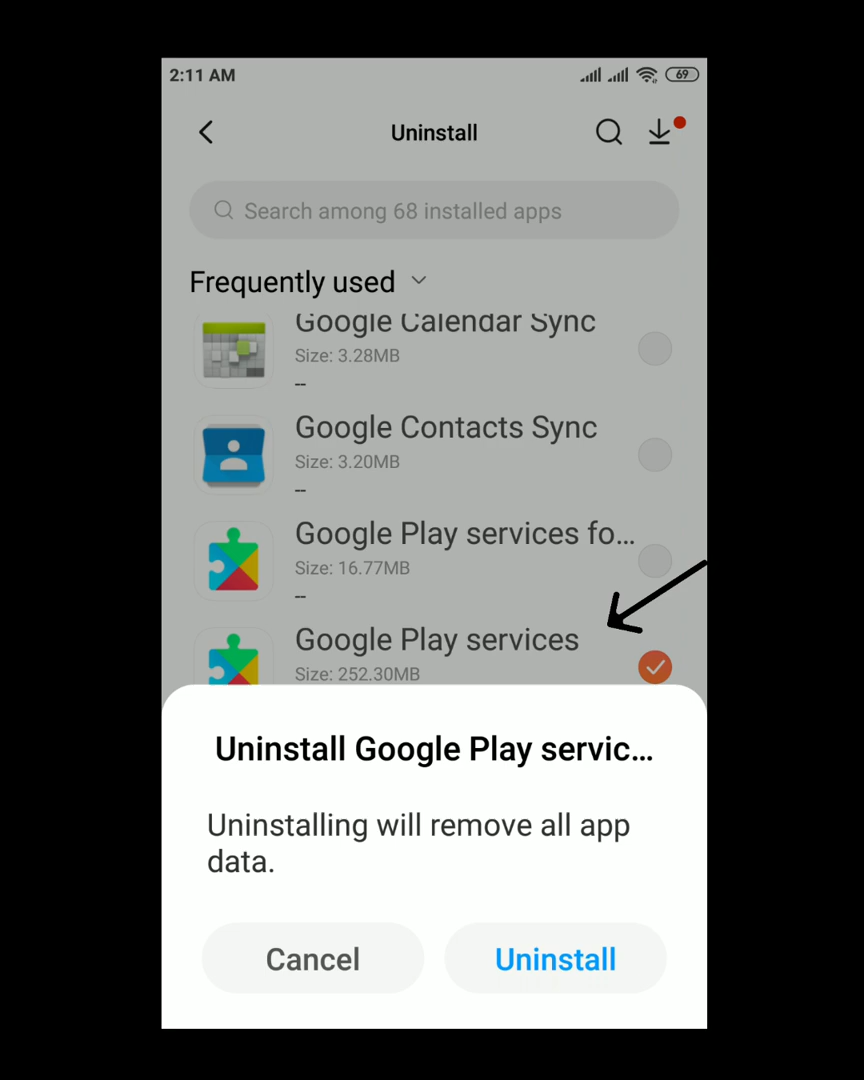 2:11 AM
69
Uninstall
Search among 68 installed apps
Frequently used
Google Calendar Sync
Size: 3.28MB
--
Google Contacts Sync
Size: 3.20MB
--
Google Play services fo...
Size: 16.77MB
--
Google Play services
Size: 252.30MB
Uninstall Google Play servic...
Uninstalling will remove all app
data.
Cancel
Uninstall